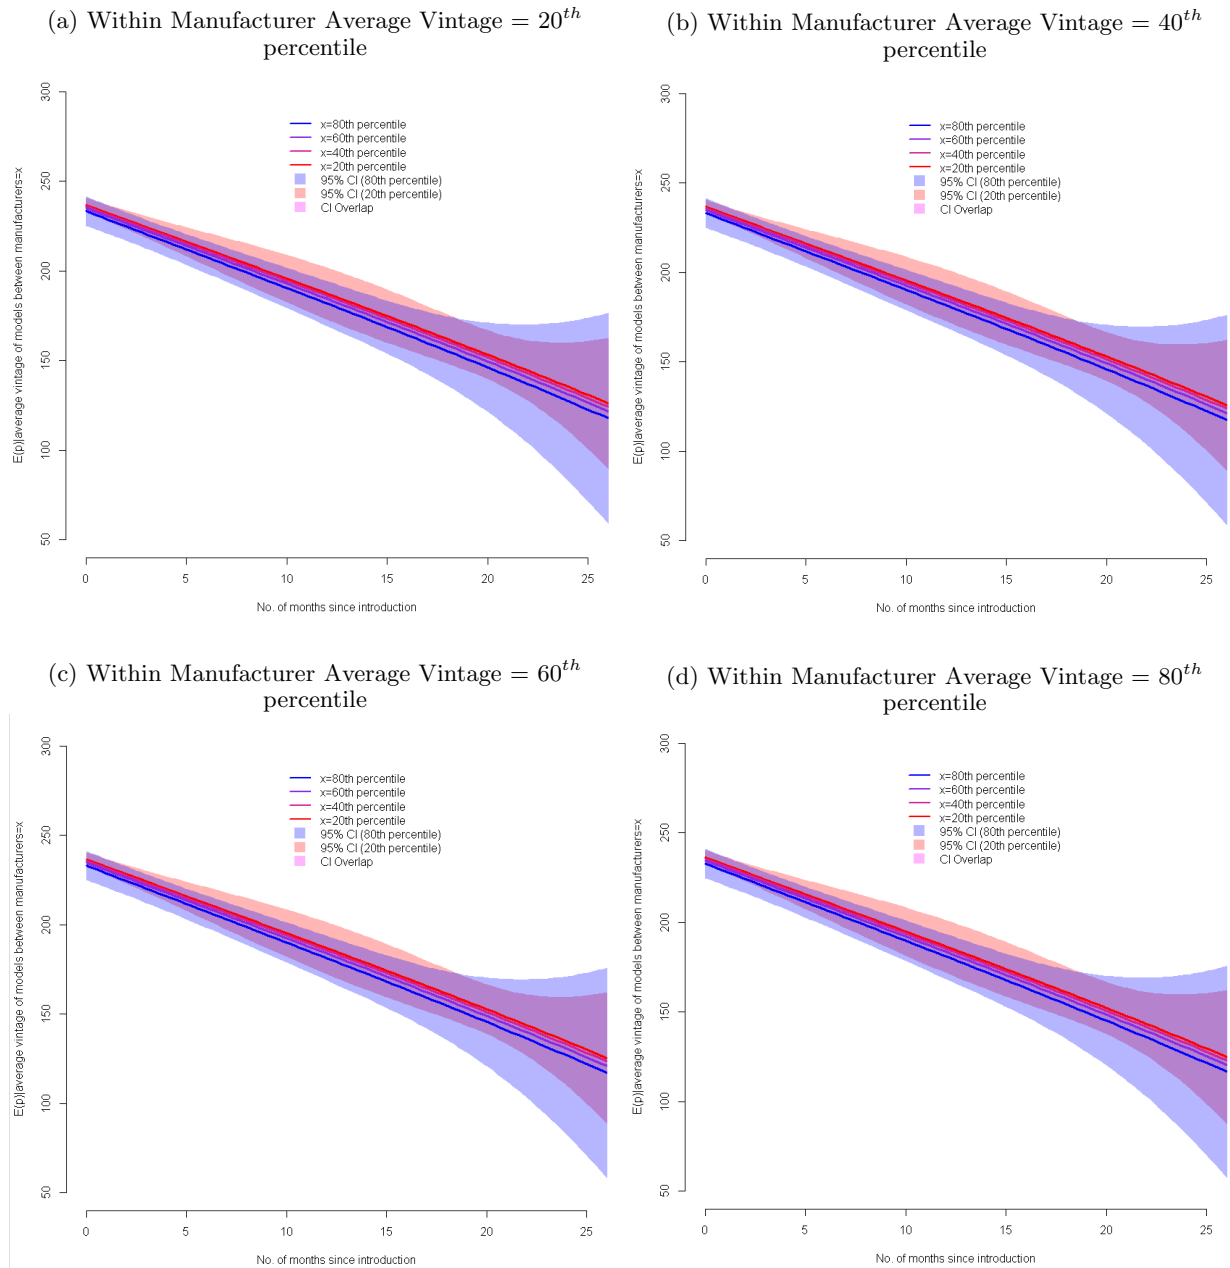 (a) Within Manufacturer Average Vintage = 20th
percentile
300
250
200
150
100
50
E(p)|average vintage of models between manufacturers=x
x=80th percentile
x=60th percentile
x=40th percentile
x=20th percentile
95% CI (80th percentile)
95% CI (20th percentile)
CI Overlap
0 5 10 15 20 25
No. of months since introduction
(b) Within Manufacturer Average Vintage = 40th
percentile
300
250
200
150
100
50
E(p)|average vintage of models between manufacturers=x
x=80th percentile
x=60th percentile
x=40th percentile
x=20th percentile
95% CI (80th percentile)
95% CI (20th percentile)
CI Overlap
0 5 10 15 20 25
No. of months since introduction
(c) Within Manufacturer Average Vintage = 60th
percentile
300
250
200
150
100
50
E(p)|average vintage of models between manufacturers=x
x=80th percentile
x=60th percentile
x=40th percentile
x=20th percentile
95% CI (80th percentile)
95% CI (20th percentile)
CI Overlap
0 5 10 15 20 25
No. of months since introduction
(d) Within Manufacturer Average Vintage = 80th
percentile
300
250
200
150
100
50
E(p)|average vintage of models between manufacturers=x
x=80th percentile
x=60th percentile
x=40th percentile
x=20th percentile
95% CI (80th percentile)
95% CI (20th percentile)
CI Overlap
0 5 10 15 20 25
No. of months since introduction